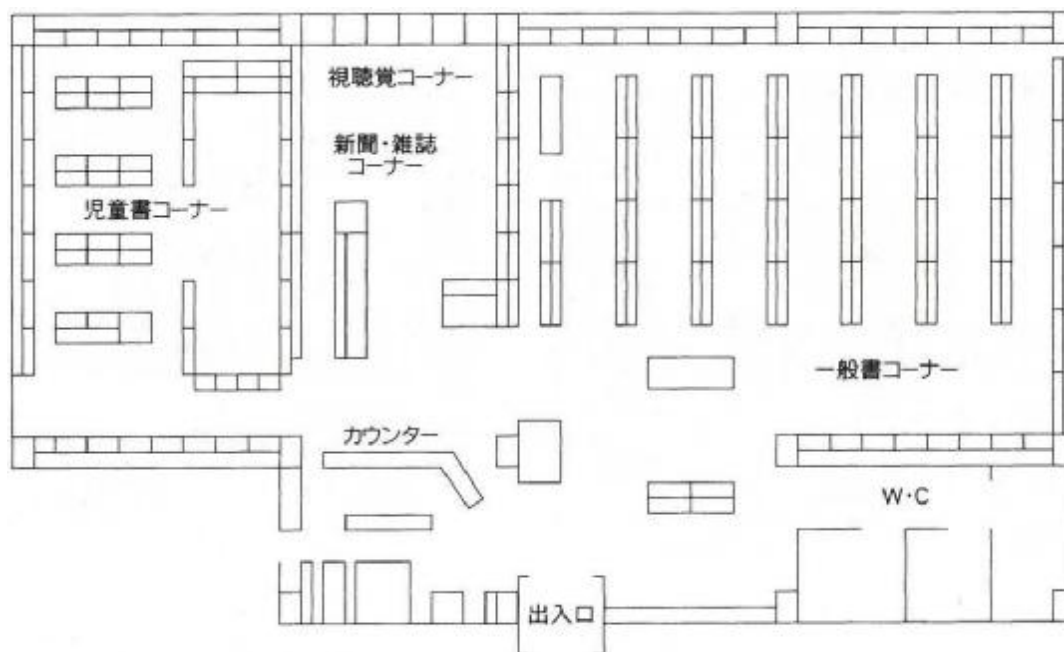 視聴覚コーナー
新聞・雑誌
コーナー
児童書コーナー
一般書コーナー
カウンター
W・C
出入口